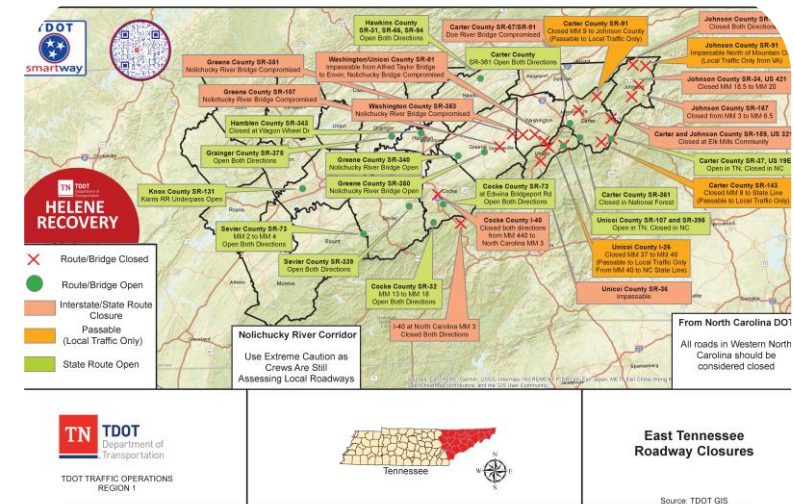 TDOT
smartway
Hawkins County
SR-31, SR-66, SR-94
Open Both Directions
Carter County SR-67/SR-91
Doe River Bridge Compromised
Carter County SR-91
Closed MM 9 to Johnson County
(Passable to Local Traffic Only)
Johnson County SR-
Closed Both Directions
Carter County
SR-361 Open Both Directions
Johnson County SR-91
Impassable North of Mountain C
(Local Traffic Only from VA)
Greene County SR-351
Nolichucky River Bridge Compromised
Washington/Unicoi County SR-81
Impassable from Alfred Taylor Bridge
to Erwin; Nolichucky Bridge Compromised
Johnson County SR-34, US 421
Closed MM 18.5 to MM 20
Greene County SR-107
Nolichucky River Bridge Compromised
Washington County SR-353
Nolichucky River Bridge Compromised
Johnson County SR-167
Closed from MM 3 to MM 6.5
Hamblen County SR-343
Closed at Wagon Wheel Dr
Carter and Johnson County SR-159, US 321
Closed at Elk Mills Community
Grainger County SR-375
Open Both Directions
Greene County SR-340
Nolichucky River Bridge Open
Carter County SR-37, US 19E
Open in TN; Closed in NC
Knox County SR-131
Karns RR Underpass Open
Greene County SR-350
Nolichucky River Bridge Open
Cocke County SR-73
at Edwina Bridgeport Rd
Open Both Directions
Carter County SR-361
Closed in National Forest
Carter County SR-143
Closed MM 9 to State Line
(Passable to Local Traffic Only)
TN TDOT
HELENE
RECOVERY
Sevier County SR-73
MM 2 to MM 4
Open Both Directions
Cocke County I-40
Closed both directions
from MM 440 to
North Carolina MM 3
Unicoi County SR-107 and SR-395
Open in TN, Closed in NC
Sevier County SR-339
Open Both Directions
Unicoi County I-26
Closed MM 37 to MM 40
(Passable to Local Traffic Only
From MM 40 to NC State Line)
Route/Bridge Closed
Route/Bridge Open
Interstate/State Route
Closure
Passable
(Local Traffic Only)
State Route Open
Cocke County SR-32
MM 13 to MM 18
Open Both Directions
Unicoi County SR-36
Impassable
I-40 at North Carolina MM 3
Closed Both Directions
Nolichucky River Corridor
Use Extreme Caution as
Crews Are Still
Assessing Local Roadways
From North Carolina DOT
All roads in Western North
Carolina should be
considered closed
TN TDOT
Department of
Transportation
TDOT TRAFFIC OPERATIONS
REGION 1
Tennessee
N
W E
S
East Tennessee
Roadway Closures
Source: TDOT GIS